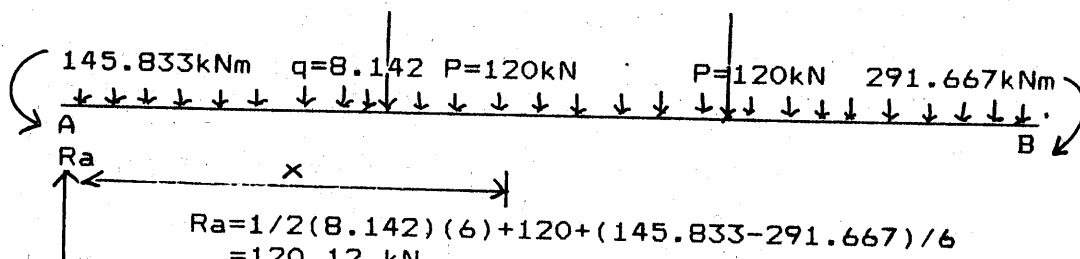 145.833kNm q=8.142 P=120kN P=120kN 291.667kNm
A
B
Ra
x
Ra=1/2(8.142)(6)+120+(145.833-291.667)/6
=120.12 kN